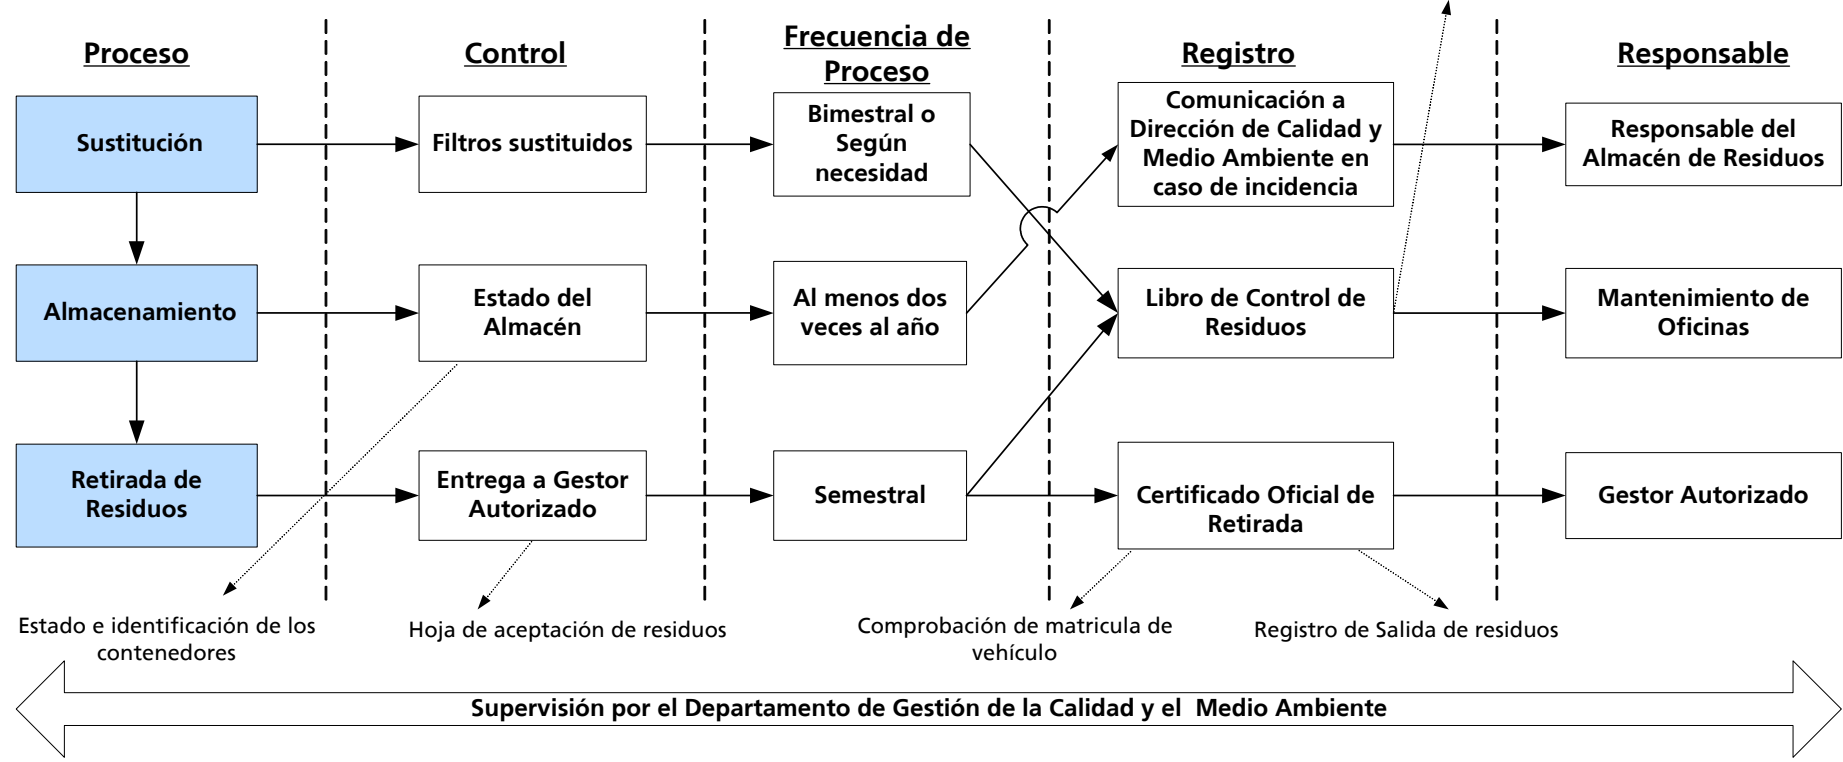 Proceso
Control
Frecuencia de
Proceso
Registro
Responsable
Sustitución
Filtros sustituidos
Bimestral o
Según
necesidad
Comunicación a
Dirección de Calidad y
Medio Ambiente en
caso de incidencia
Responsable del
Almacén de Residuos
Almacenamiento
Estado del
Almacén
Al menos dos
veces al año
Libro de Control de
Residuos
Mantenimiento de
Oficinas
Retirada de
Residuos
Entrega a Gestor
Autorizado
Semestral
Certificado Oficial de
Retirada
Gestor Autorizado
Estado e identificación de los
contenedores
Hoja de aceptación de residuos
Comprobación de matricula de
vehículo
Registro de Salida de residuos
Supervisión por el Departamento de Gestión de la Calidad y el Medio Ambiente